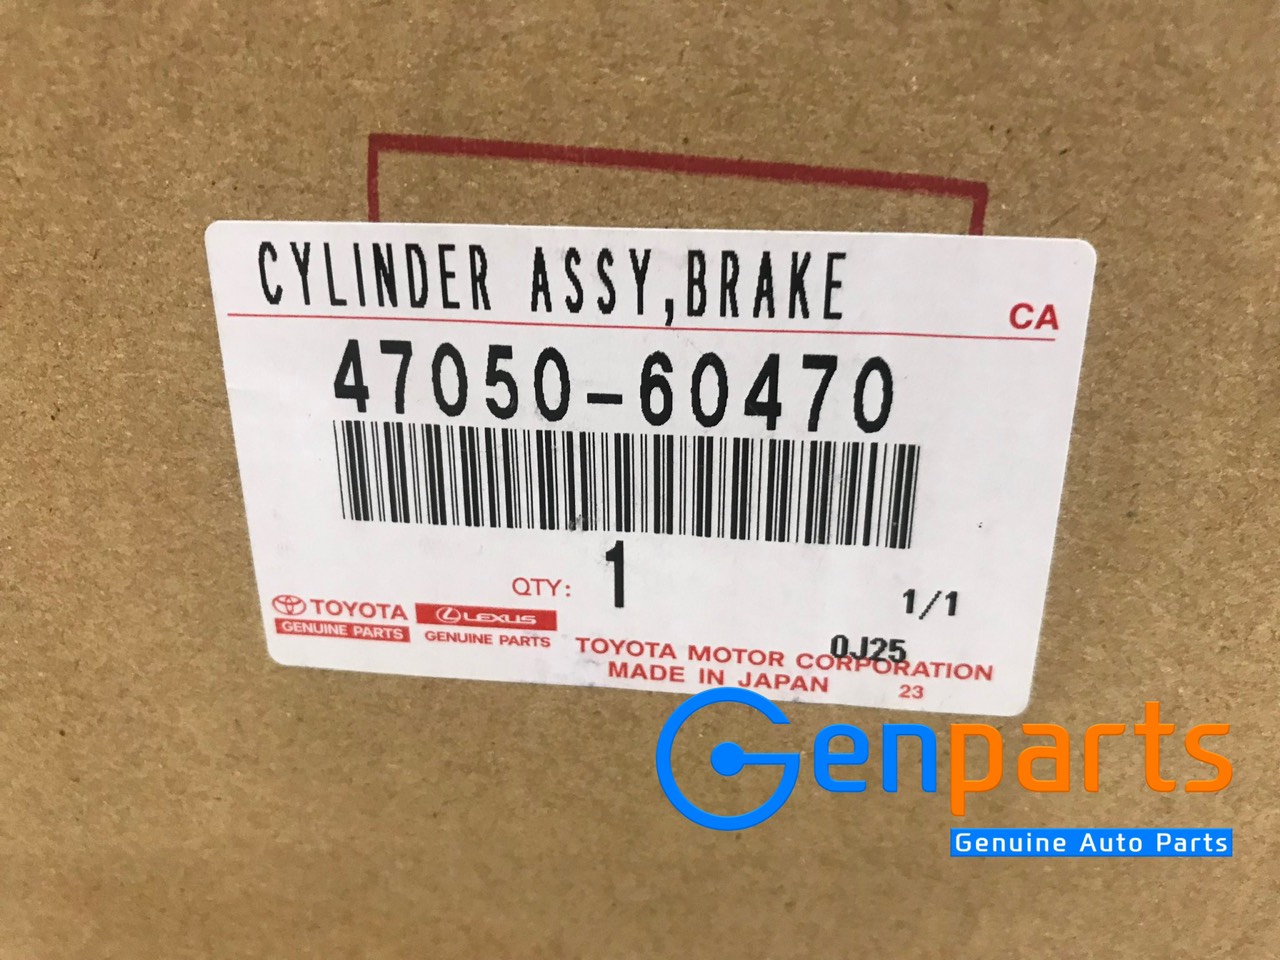 CYLINDER ASSY,BRAKE
CA
47050-60470
QTY: 1
1/1
TOYOTA
GENUINE PARTS
LEXUS
GENUINE PARTS
0J25
TOYOTA MOTOR CORPORATION
MADE IN JAPAN 23
Genparts
Genuine Auto Parts